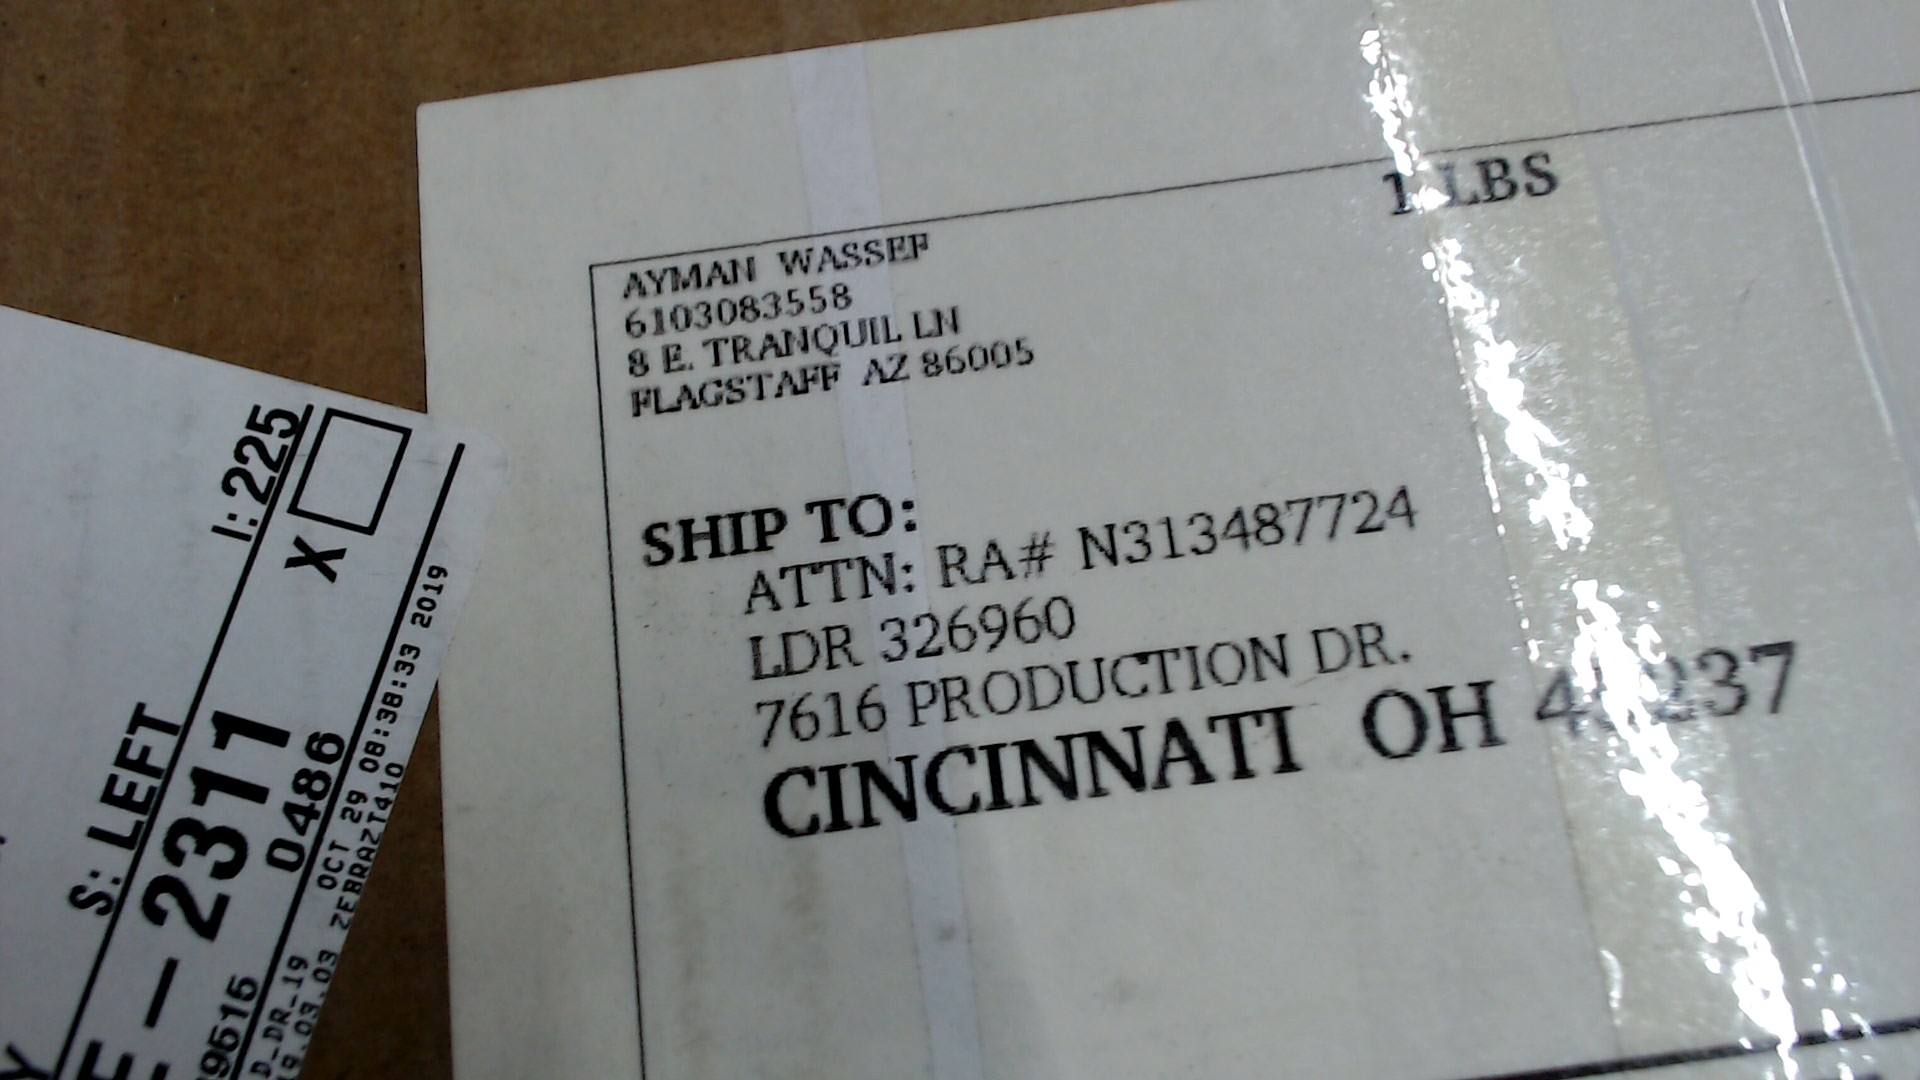 1 LBS
AYMAN WASSEF
6103083558
8 E. TRANQUIL LN
FLAGSTAFF AZ 86005
SHIP TO:
ATTN: RA# N313487724
LDR 326960
7616 PRODUCTION DR.
CINCINNATI OH
I: 225
X
S: LEFT
2311
0486
OCT 29 08:38:33 2019
ZEBRAZT410